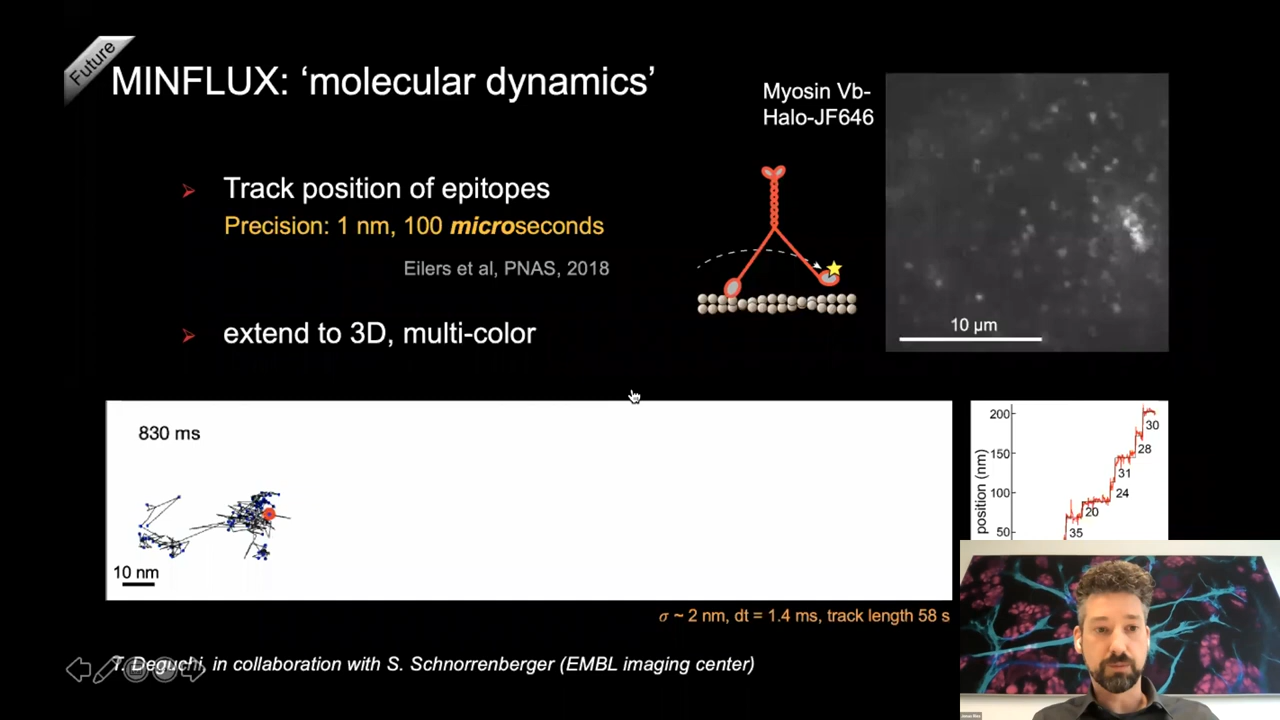 Future
MINFLUX: ‘molecular dynamics’
Myosin Vb-
Halo-JF646
Track position of epitopes
Precision: 1 nm, 100 microseconds
Eilers et al, PNAS, 2018
extend to 3D, multi-color
10 µm
830 ms
10 nm
position (nm)
200
150
100
50
30
28
31
24
20
35
σ ~ 2 nm, dt = 1.4 ms, track length 58 s
T. Deguchi, in collaboration with S. Schnorrenberger (EMBL imaging center)